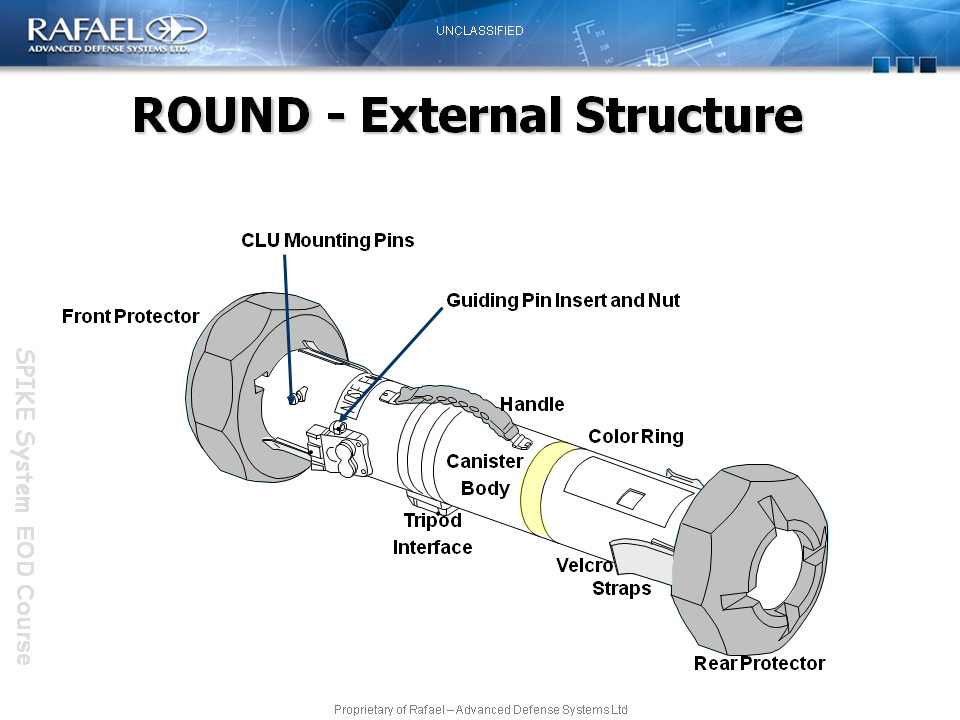 RAFAEL
ADVANCED DEFENSE SYSTEMS LTD.
UNCLASSIFIED
ROUND - External Structure
CLU Mounting Pins
Guiding Pin Insert and Nut
Front Protector
Handle
Color Ring
Canister
Body
Tripod
Interface
Velcro
Straps
Rear Protector
SPIKE System EOD Course
Proprietary of Rafael – Advanced Defense Systems Ltd